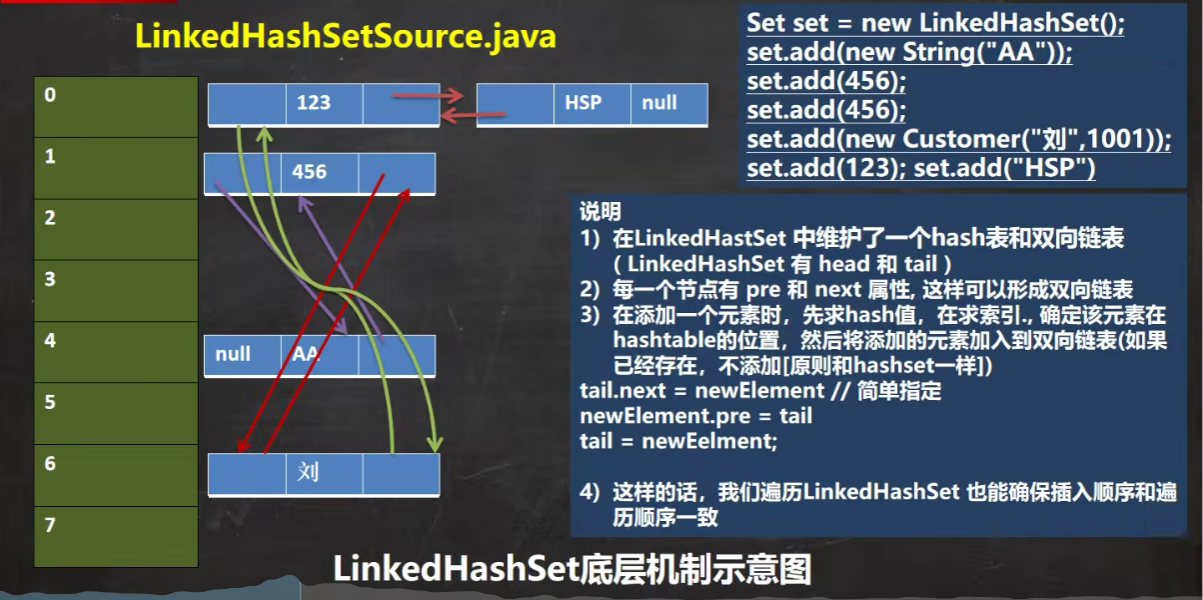 LinkedHashSetSource.java
0
1
2
3
4
5
6
7
123
HSP
null
456
null
AA
刘
Set set = new LinkedHashSet();
set.add(new String("AA"));
set.add(456);
set.add(456);
set.add(new Customer("刘",1001));
set.add(123); set.add("HSP")
说明
1) 在LinkedHastSet 中维护了一个hash表和双向链表
( LinkedHashSet 有 head 和 tail )
2) 每一个节点有 pre 和 next 属性, 这样可以形成双向链表
3) 在添加一个元素时，先求hash值，在求索引., 确定该元素在
hashtable的位置，然后将添加的元素加入到双向链表(如果
已经存在，不添加[原则和hashset一样])
tail.next = newElement // 简单指定
newElement.pre = tail
tail = newEelment;
4) 这样的话，我们遍历LinkedHashSet 也能确保插入顺序和遍
历顺序一致
LinkedHashSet底层机制示意图